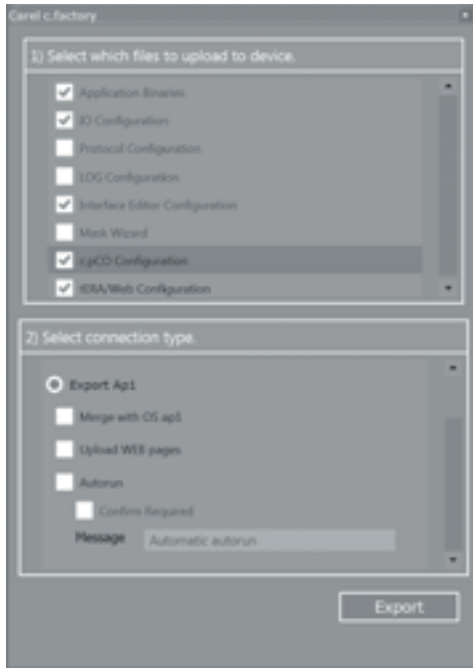 Carel c.factory
1) Select which files to upload to device.
Application Binaries
IO Configuration
Protocol Configuration
LOG Configuration
Interface Editor Configuration
Mask Wizard
c.pCO Configuration
tERA/Web Configuration
2) Select connection type.
Export Ap1
Merge with OS ap1
Upload WEB pages
Autorun
Confirm Required
Message Automatic autorun
Export